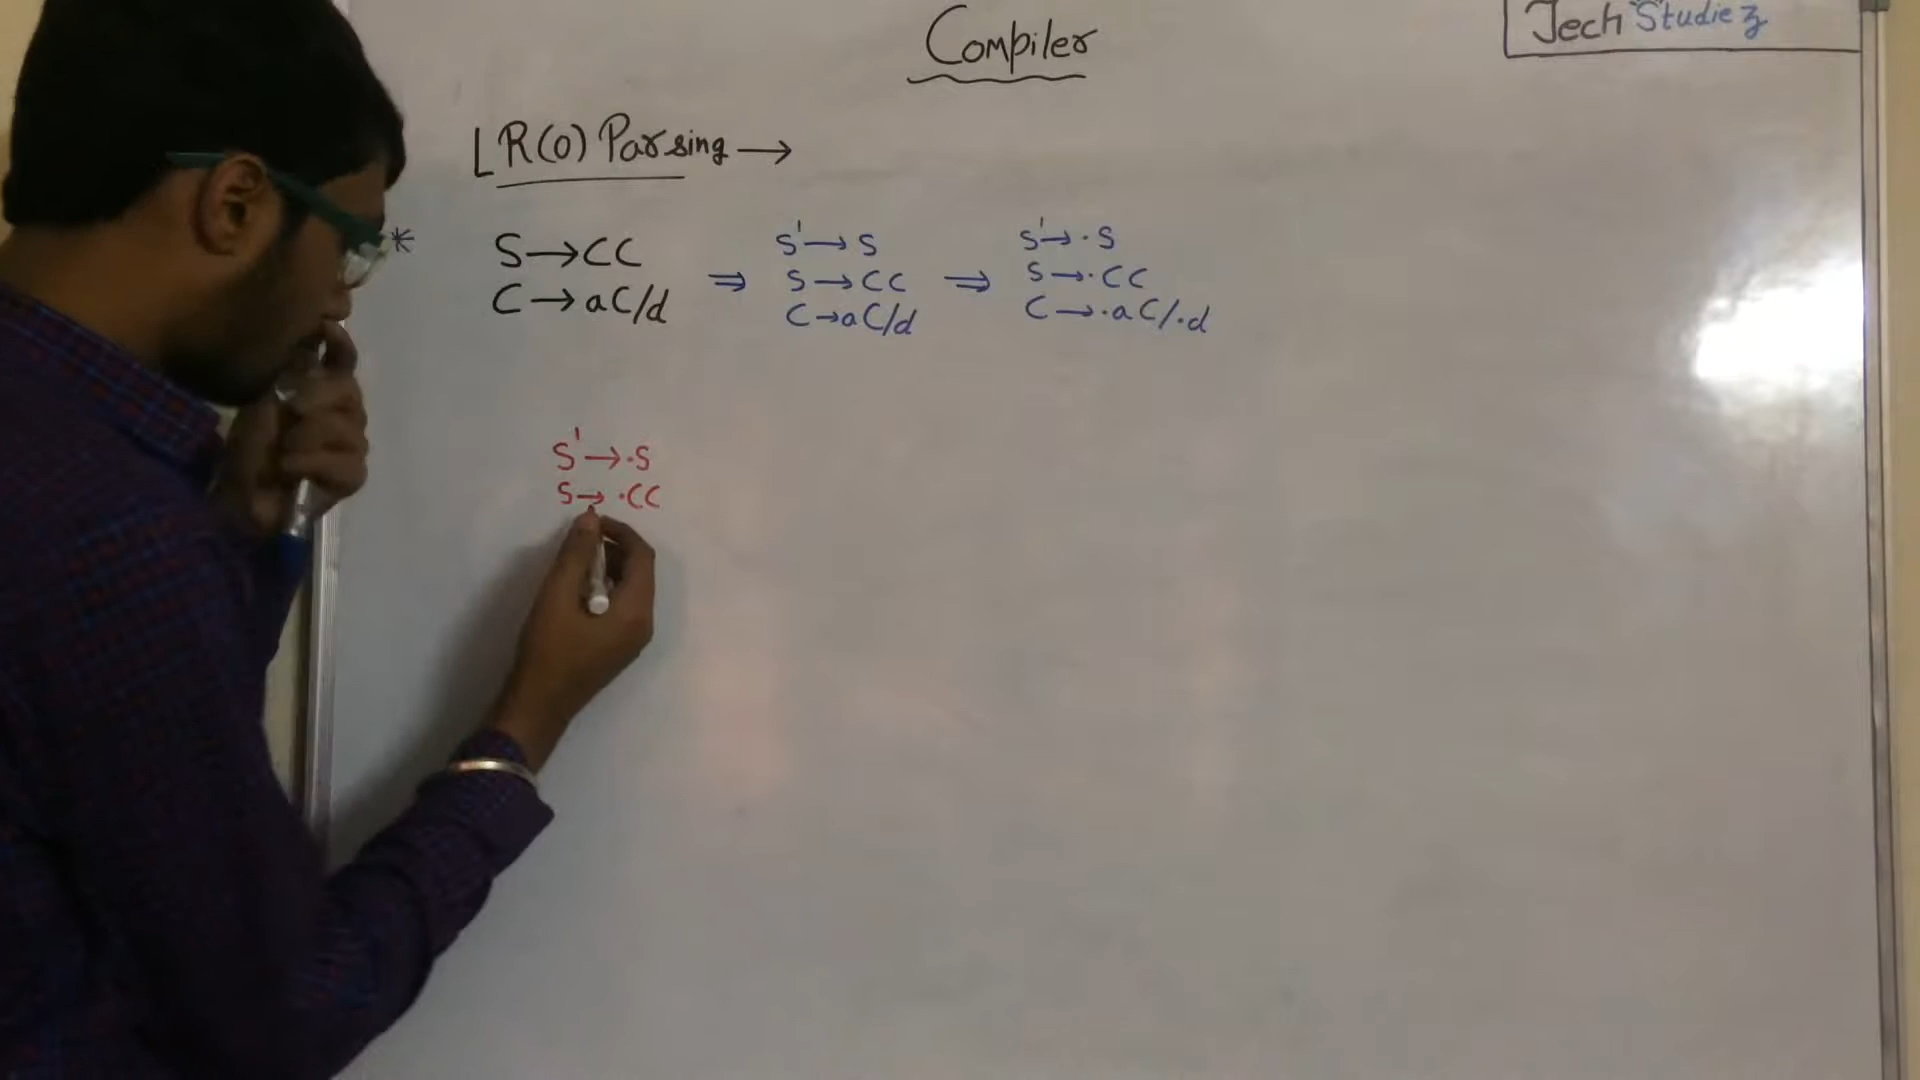 Compiler
Tech Studiez
LR(0) Parsing →
* S → CC ⇒ S' → S ⇒ S' → ·S
S → CC S → ·CC
C → aC/d C → aC/d C → ·aC/·d
S' → ·S
S → ·CC